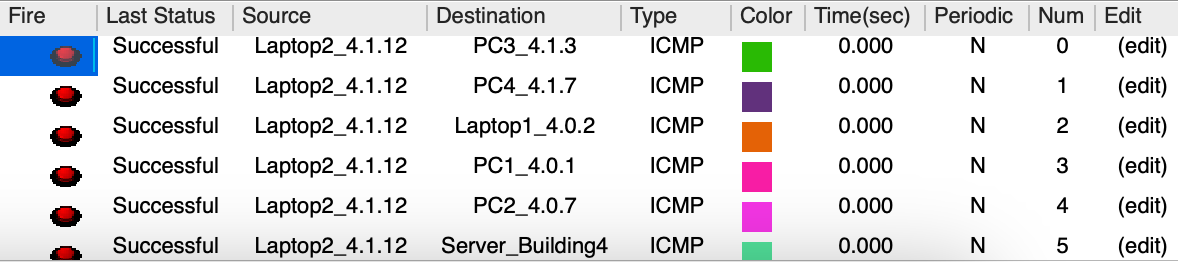 Fire Last Status Source Destination Type Color Time(sec) Periodic Num Edit
Successful Laptop2_4.1.12 PC3_4.1.3 ICMP 0.000 N 0 (edit)
Successful Laptop2_4.1.12 PC4_4.1.7 ICMP 0.000 N 1 (edit)
Successful Laptop2_4.1.12 Laptop1_4.0.2 ICMP 0.000 N 2 (edit)
Successful Laptop2_4.1.12 PC1_4.0.1 ICMP 0.000 N 3 (edit)
Successful Laptop2_4.1.12 PC2_4.0.7 ICMP 0.000 N 4 (edit)
Successful Laptop2_4.1.12 Server_Building4 ICMP 0.000 N 5 (edit)